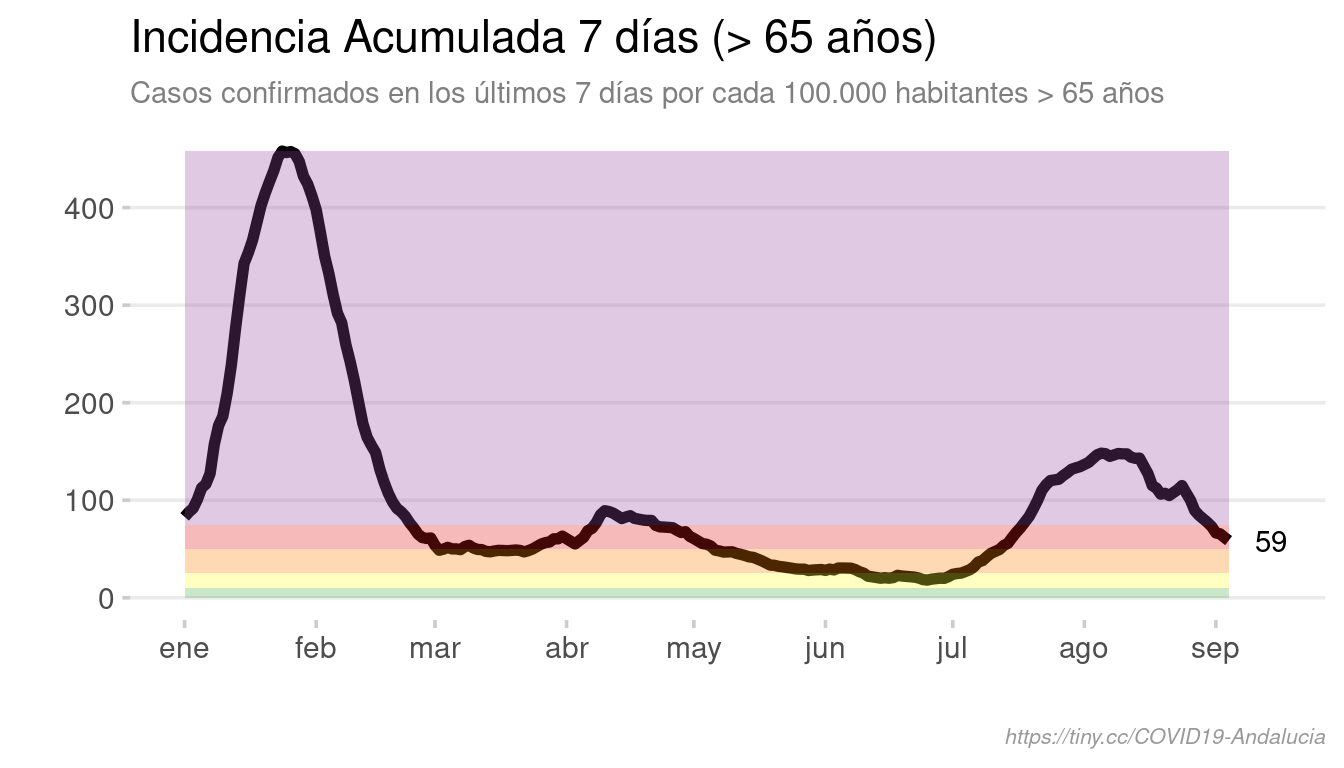 Incidencia Acumulada 7 días (> 65 años)
Casos confirmados en los últimos 7 días por cada 100.000 habitantes > 65 años
400
300
200
100
0
59
ene feb mar abr may jun jul ago sep
https://tiny.cc/COVID19-Andalucia